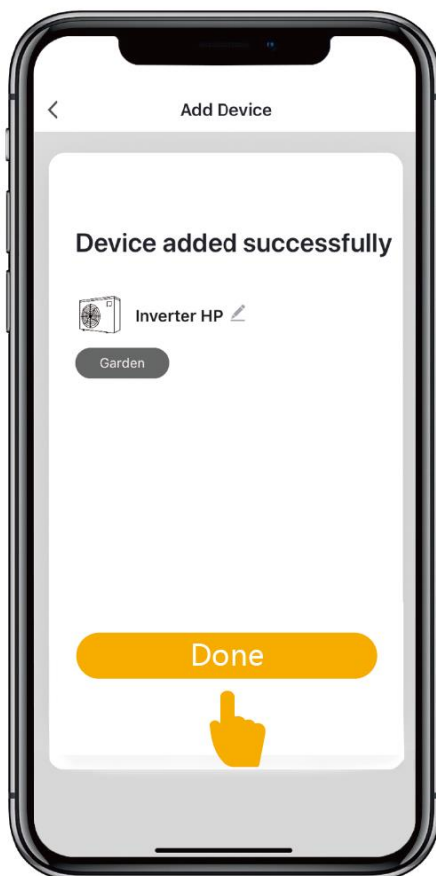 Add Device
Device added successfully
Inverter HP
Garden
Done